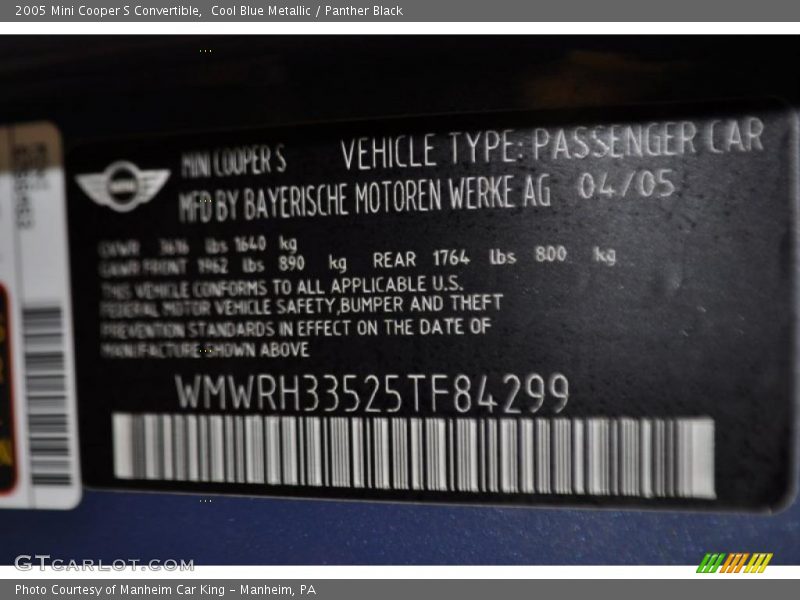 2005 Mini Cooper S Convertible, Cool Blue Metallic / Panther Black
MINI COOPER S VEHICLE TYPE: PASSENGER CAR
MFD BY BAYERISCHE MOTOREN WERKE AG 04/05
GVWR 3616 lbs 1640 kg
GAWR FRONT 1962 lbs 890 kg REAR 1764 lbs 800 kg
THIS VEHICLE CONFORMS TO ALL APPLICABLE U.S.
FEDERAL MOTOR VEHICLE SAFETY,BUMPER AND THEFT
PREVENTION STANDARDS IN EFFECT ON THE DATE OF
MANUFACTURE SHOWN ABOVE
WMWRH33525TF84299
GTCARLOT.COM
Photo Courtesy of Manheim Car King - Manheim, PA